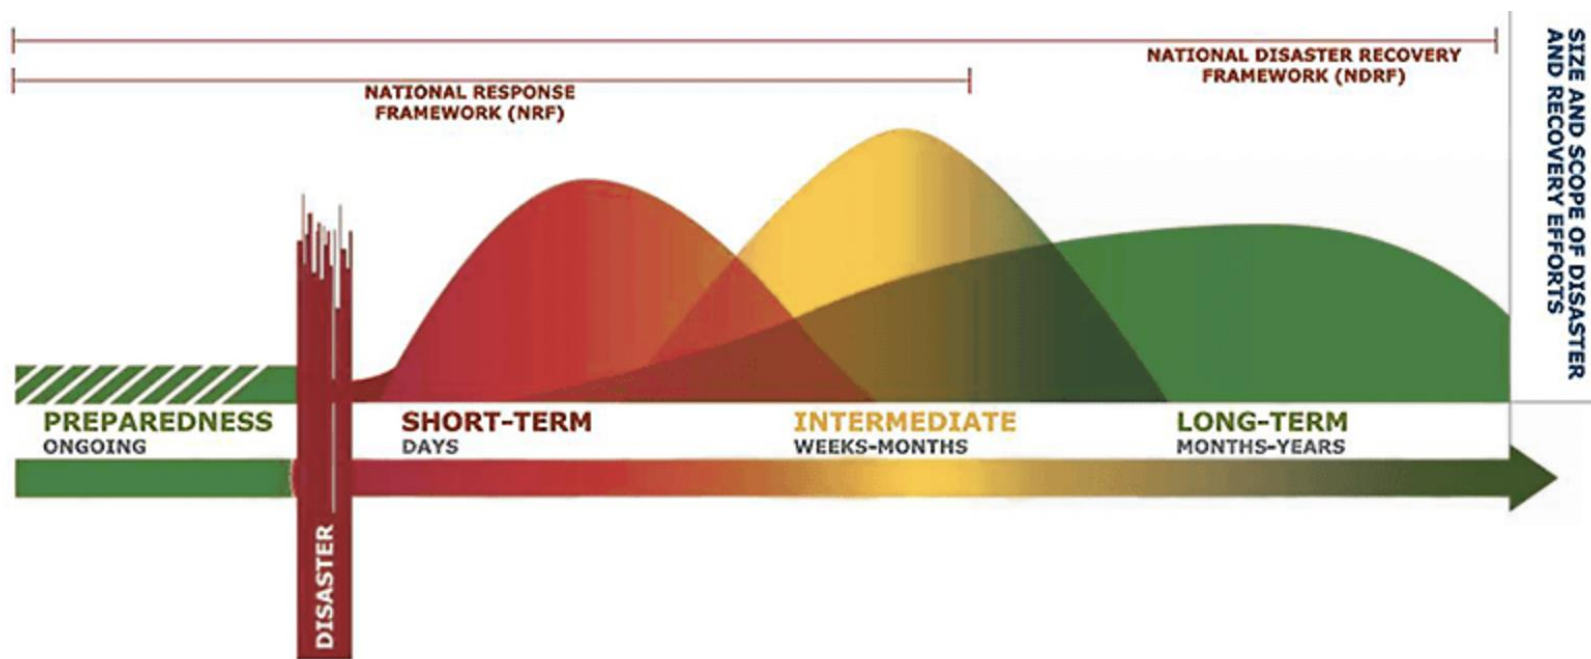 NATIONAL DISASTER RECOVERY
FRAMEWORK (NDRF)
NATIONAL RESPONSE
FRAMEWORK (NRF)
SIZE AND SCOPE OF DISASTER
AND RECOVERY EFFORTS
PREPAREDNESS
ONGOING
SHORT-TERM
DAYS
INTERMEDIATE
WEEKS-MONTHS
LONG-TERM
MONTHS-YEARS
DISASTER